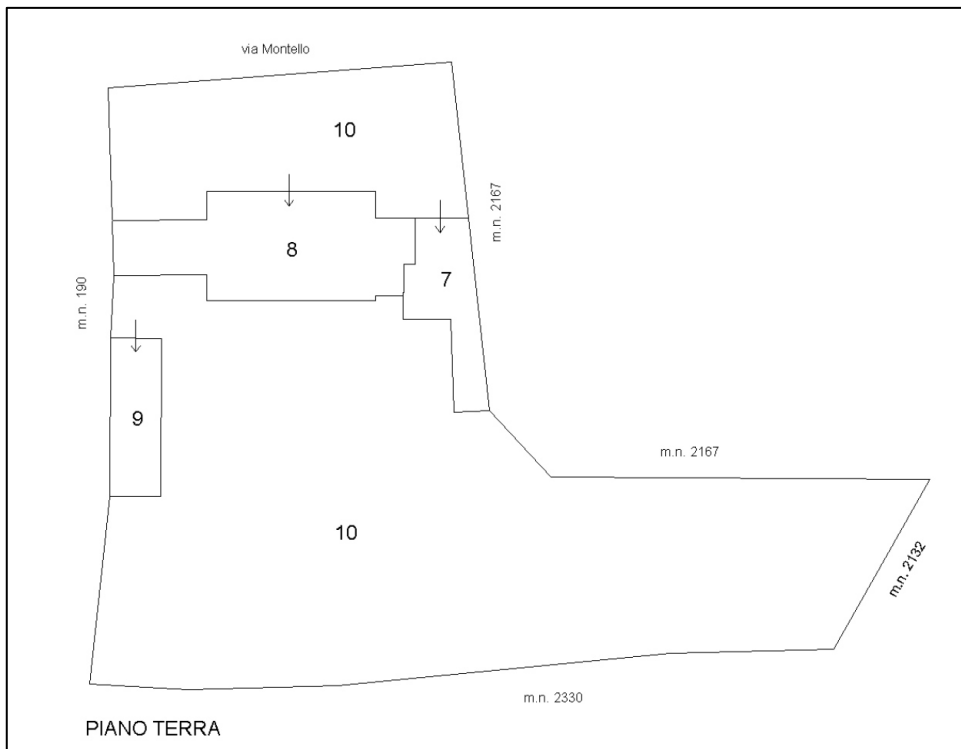 via Montello
10
m.n. 2167
8
7
m.n. 190
9
m.n. 2167
10
m.n. 2132
m.n. 2330
PIANO TERRA